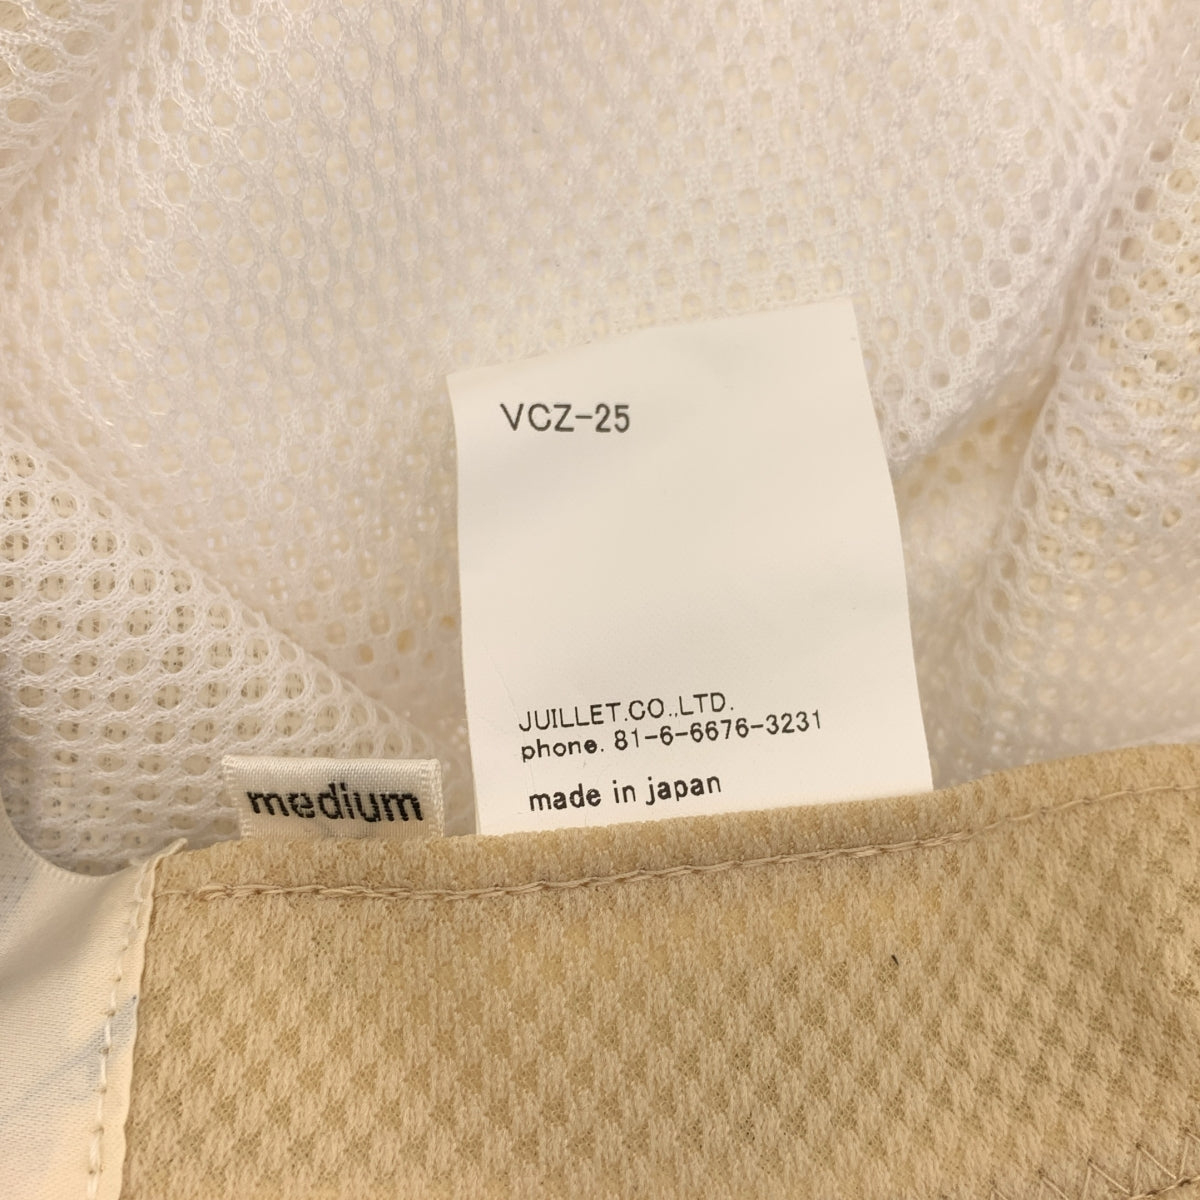 VCZ-25
JUILLET.CO.,LTD.
phone. 81-6-6676-3231
made in japan
medium